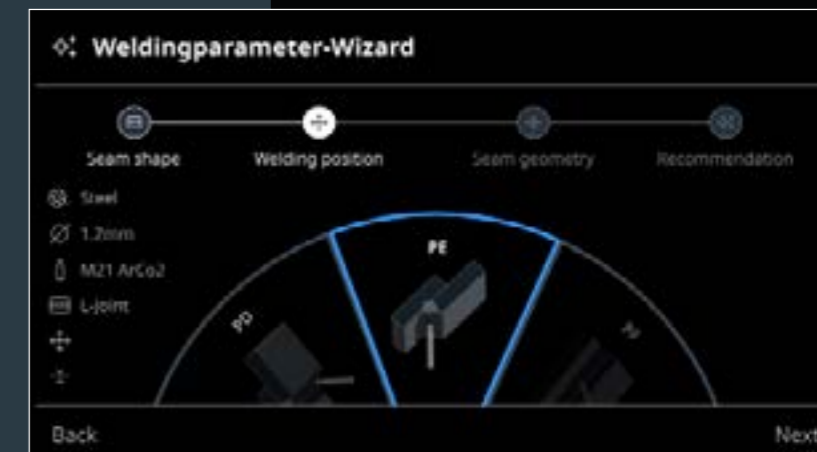 Weldingparameter-Wizard
Seam shape
Welding position
Seam geometry
Recommendation
Steel
1.2mm
M21 ArCo2
L-Joint
PD
PE
Back
Next